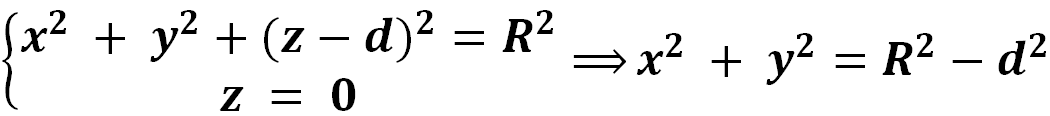 {x² + y² + (z − d)² = R² ⟹ x² + y² = R² − d²
z = 0